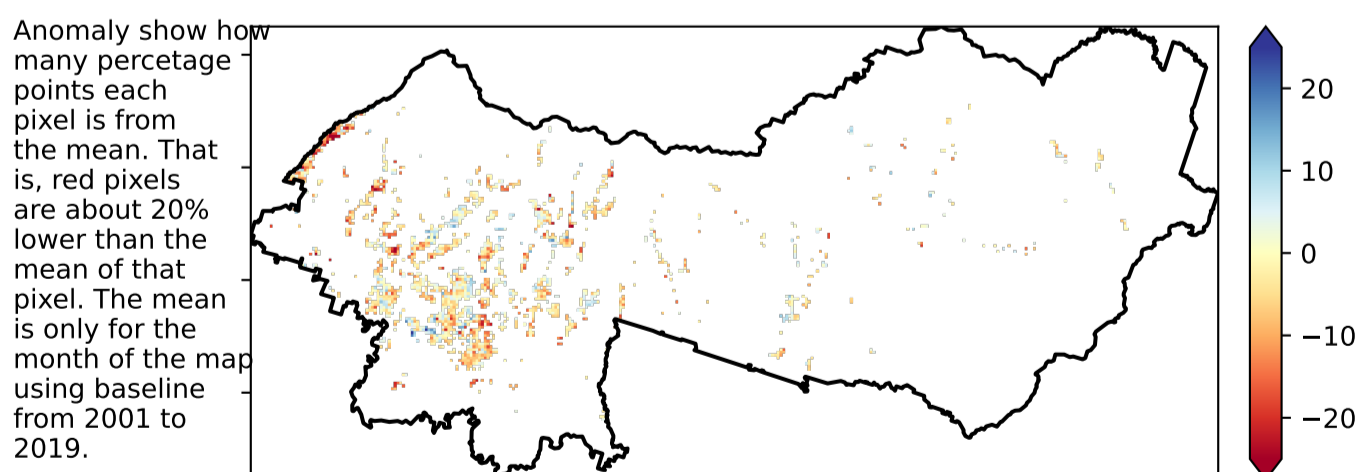 Anomaly show how
many percetage
points each
pixel is from
the mean. That
is, red pixels
are about 20%
lower than the
mean of that
pixel. The mean
is only for the
month of the map
using baseline
from 2001 to
2019.
20
10
0
−10
−20